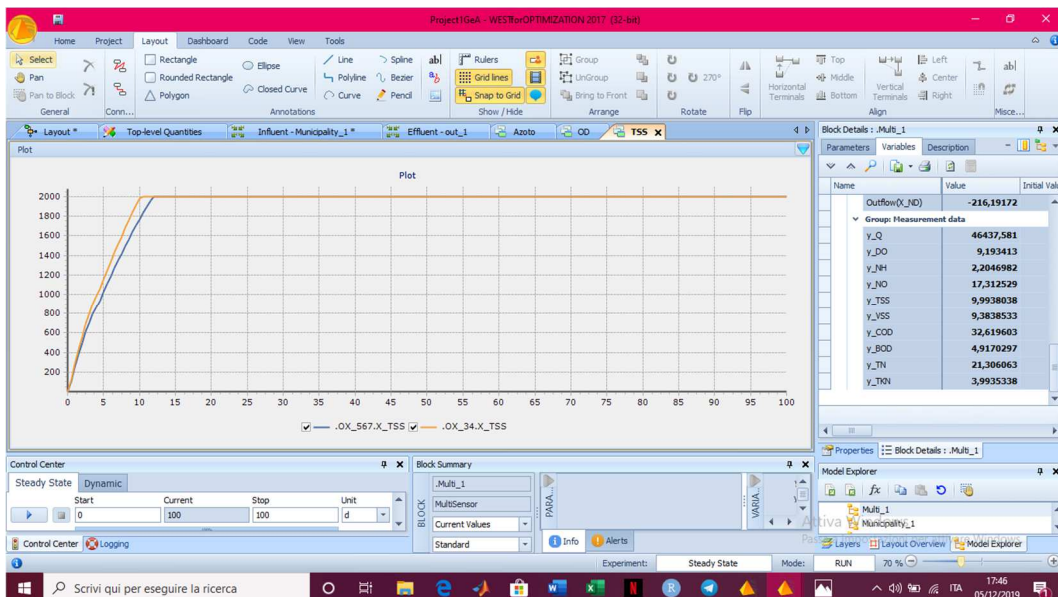 Project1GeA - WESTforOPTIMIZATION 2017 (32-bit)
Home Project Layout Dashboard Code View Tools
Select
Pan
Pan to Block
General
Conn...
Rectangle
Rounded Rectangle
Polygon
Ellipse
Closed Curve
Line
Polyline
Curve
Spline
Bezier
Pencil
Annotations
Rulers
Grid lines
Snap to Grid
Show / Hide
Group
UnGroup
Bring to Front
Arrange
270°
Rotate
Flip
Horizontal
Terminals
Top
Middle
Bottom
Vertical
Terminals
Left
Center
Right
Align
Misce...
Layout *
Top-level Quantities
Influent - Municipality_1 *
Effluent - out_1
Azoto
OD
TSS
Plot
Plot
2000
1800
1600
1400
1200
1000
800
600
400
200
0 5 10 15 20 25 30 35 40 45 50 55 60 65 70 75 80 85 90 95 100
.OX_567.X_TSS .OX_34.X_TSS
Block Details : .Multi_1
Parameters Variables Description
Name Value Initial Valu
Outflow(X_ND) -216,19172
Group: Measurement data
y_Q 46437,581
y_DO 9,193413
y_NH 2,2046982
y_NO 17,312529
y_TSS 9,9938038
y_VSS 9,3838533
y_COD 32,619603
y_BOD 4,9170297
y_TN 21,306063
y_TKN 3,9935338
Properties Block Details : .Multi_1
Control Center
Steady State Dynamic
Start Current Stop Unit
0 100 100 d
Control Center Logging
Block Summary
BLOCK
.Multi_1
MultiSensor
Current Values
Standard
PARA...
VARIA...
Info Alerts
Model Explorer
Multi_1
Municipality_1
Layers Layout Overview Model Explorer
Experiment: Steady State Mode: RUN 70 %
Scrivi qui per eseguire la ricerca
ITA
17:46
05/12/2019